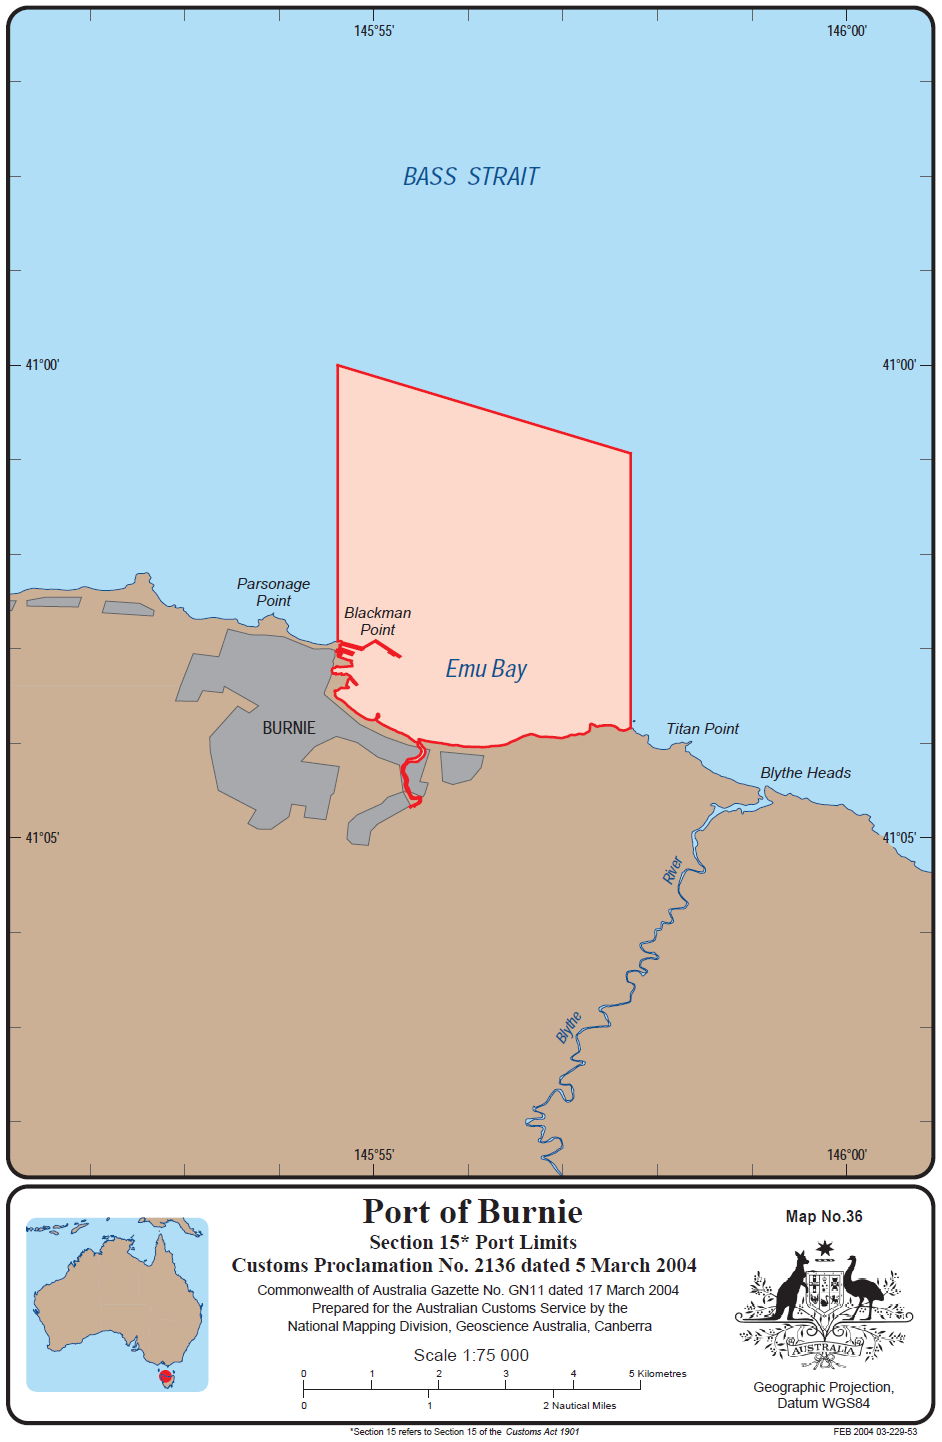 145°55'
146°00'
BASS STRAIT
41°00'
41°00'
Parsonage
Point
Blackman
Point
Emu Bay
BURNIE
Titan Point
Blythe Heads
41°05'
41°05'
River
Blythe
145°55'
146°00'
Port of Burnie
Section 15* Port Limits
Customs Proclamation No. 2136 dated 5 March 2004
Commonwealth of Australia Gazette No. GN11 dated 17 March 2004
Prepared for the Australian Customs Service by the
National Mapping Division, Geoscience Australia, Canberra
Scale 1:75 000
0 1 2 3 4 5 Kilometres
0 1 2 Nautical Miles
Map No.36
AUSTRALIA
Geographic Projection,
Datum WGS84
*Section 15 refers to Section 15 of the Customs Act 1901
FEB 2004 03-229-53